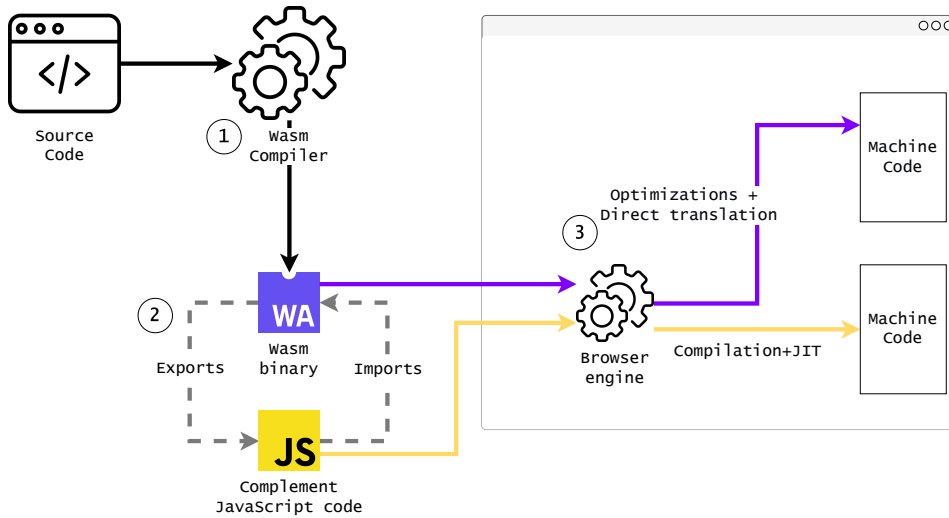 </>
Source
Code
1
Wasm
Compiler
Machine
Code
Optimizations +
Direct translation
3
2
WA
Wasm
binary
Exports
Imports
Browser
engine
Compilation+JIT
Machine
Code
JS
Complement
JavaScript code